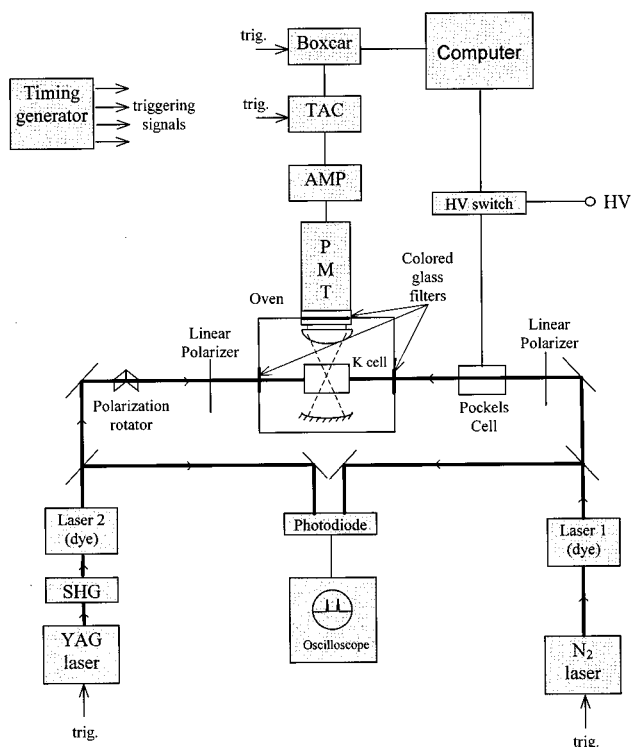 trig.
Boxcar
Computer
Timing
generator
triggering
signals
trig.
TAC
AMP
HV switch
HV
P
M
T
Colored
glass
filters
Oven
Linear
Polarizer
Linear
Polarizer
K cell
Polarization
rotator
Pockels
Cell
Laser 2
(dye)
Photodiode
Laser 1
(dye)
SHG
YAG
laser
Oscilloscope
N2
laser
trig.
trig.